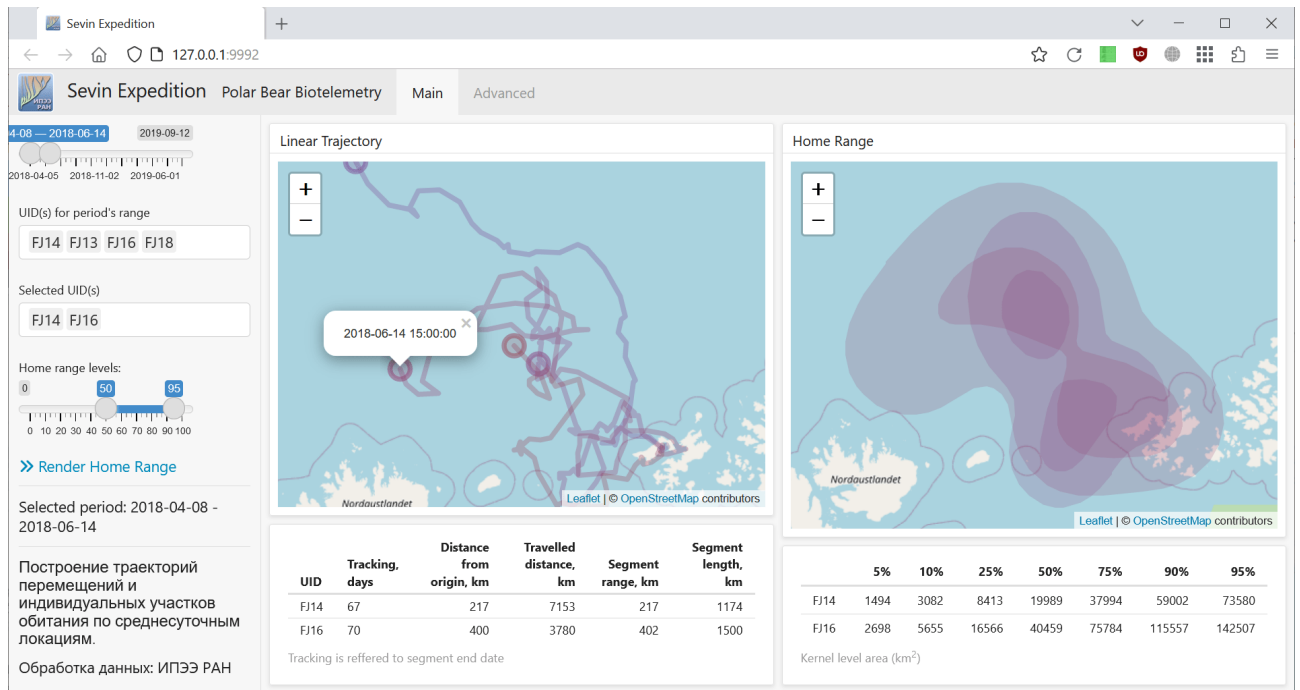 Sevin Expedition
127.0.0.1:9992
ИПЭЭ
РАН
Sevin Expedition Polar Bear Biotelemetry Main Advanced
4-08 — 2018-06-14 2019-09-12
2018-04-05 2018-11-02 2019-06-01
UID(s) for period's range
FJ14 FJ13 FJ16 FJ18
Selected UID(s)
FJ14 FJ16
Home range levels:
0 50 95
0 10 20 30 40 50 60 70 80 90 100
Render Home Range
Selected period: 2018-04-08 -
2018-06-14
Построение траекторий
перемещений и
индивидуальных участков
обитания по среднесуточным
локациям.
Обработка данных: ИПЭЭ РАН
Linear Trajectory
+
−
2018-06-14 15:00:00 ×
Nordaustlandet
Leaflet | © OpenStreetMap contributors
UID Tracking, days Distance from origin, km Travelled distance, km Segment range, km Segment length, km
FJ14 67 217 7153 217 1174
FJ16 70 400 3780 402 1500
Tracking is reffered to segment end date
Home Range
+
−
Nordaustlandet
Leaflet | © OpenStreetMap contributors
5% 10% 25% 50% 75% 90% 95%
FJ14 1494 3082 8413 19989 37994 59002 73580
FJ16 2698 5655 16566 40459 75784 115557 142507
Kernel level area (km²)